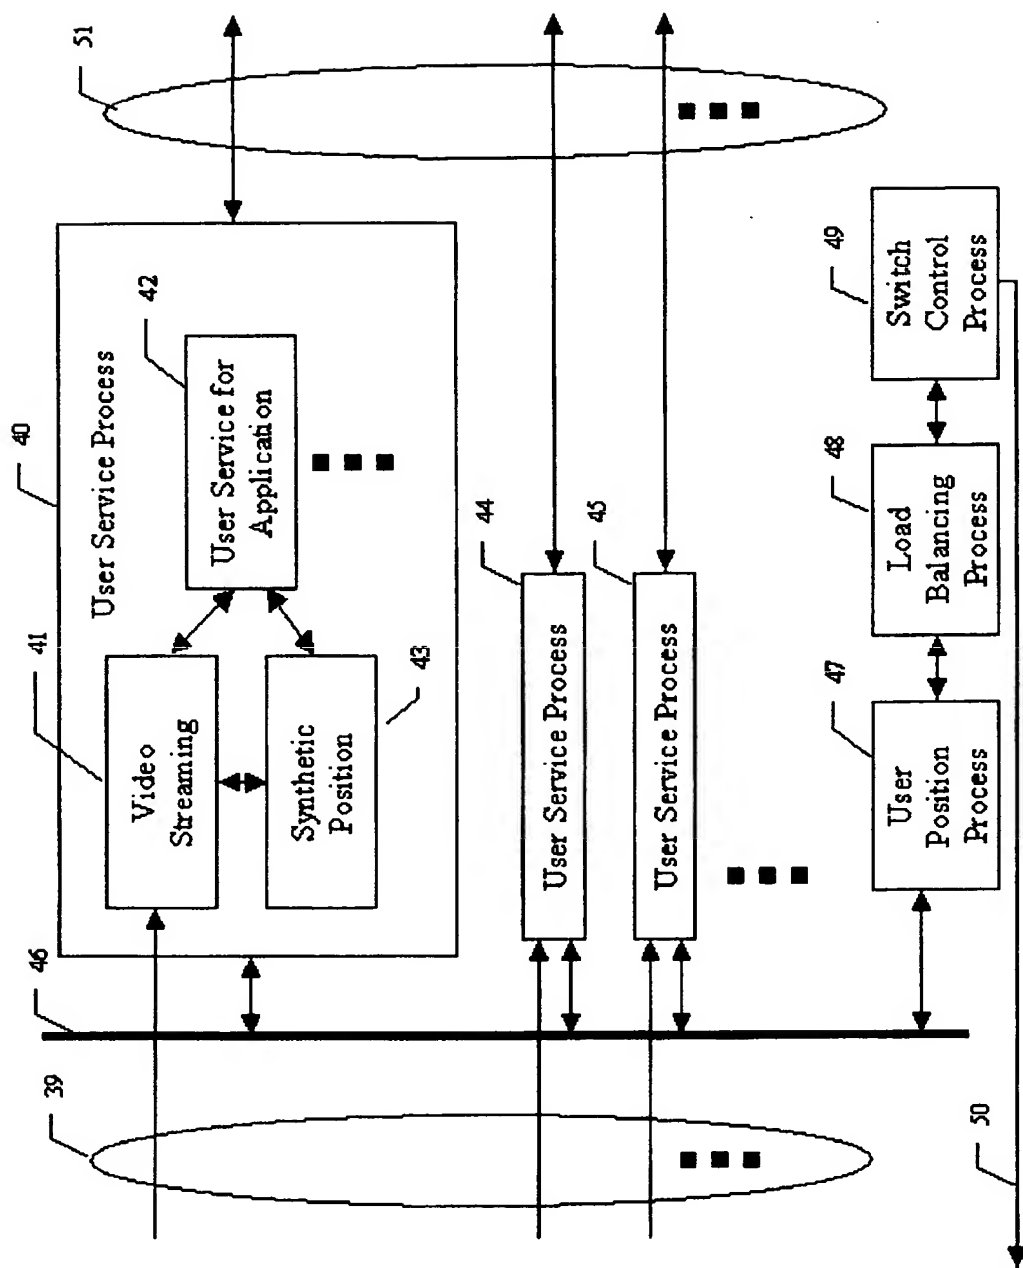 51
40
User Service Process
42
User Service for
Application
41
Video
Streaming
43
Synthetic
Position
44
User Service Process
45
User Service Process
46
39
47
User
Position
Process
48
Load
Balancing
Process
49
Switch
Control
Process
50